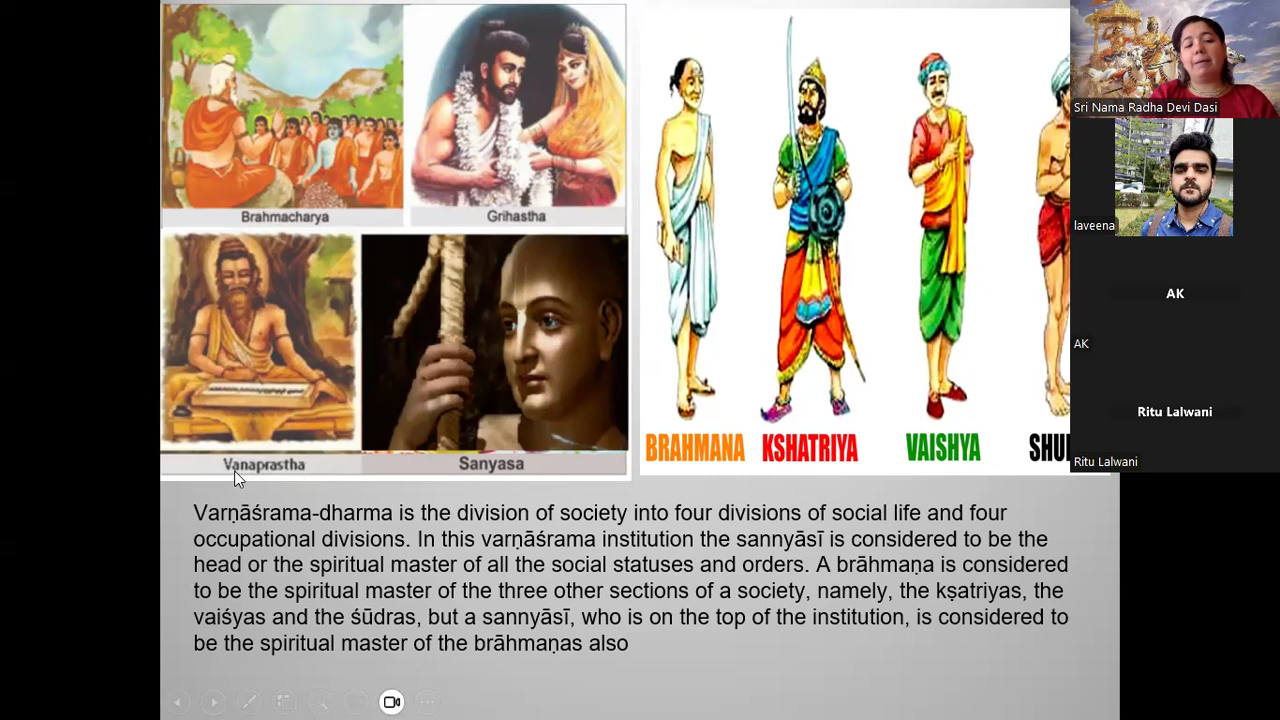 Brahmacharya
Grihastha
Vanaprastha
Sanyasa
BRAHMANA KSHATRIYA VAISHYA SHU
Varṇāśrama-dharma is the division of society into four divisions of social life and four
occupational divisions. In this varṇāśrama institution the sannyāsī is considered to be the
head or the spiritual master of all the social statuses and orders. A brāhmaṇa is considered
to be the spiritual master of the three other sections of a society, namely, the kṣatriyas, the
vaiśyas and the śūdras, but a sannyāsī, who is on the top of the institution, is considered to
be the spiritual master of the brāhmaṇas also
Sri Nama Radha Devi Dasi
laveena
AK
AK
Ritu Lalwani
Ritu Lalwani